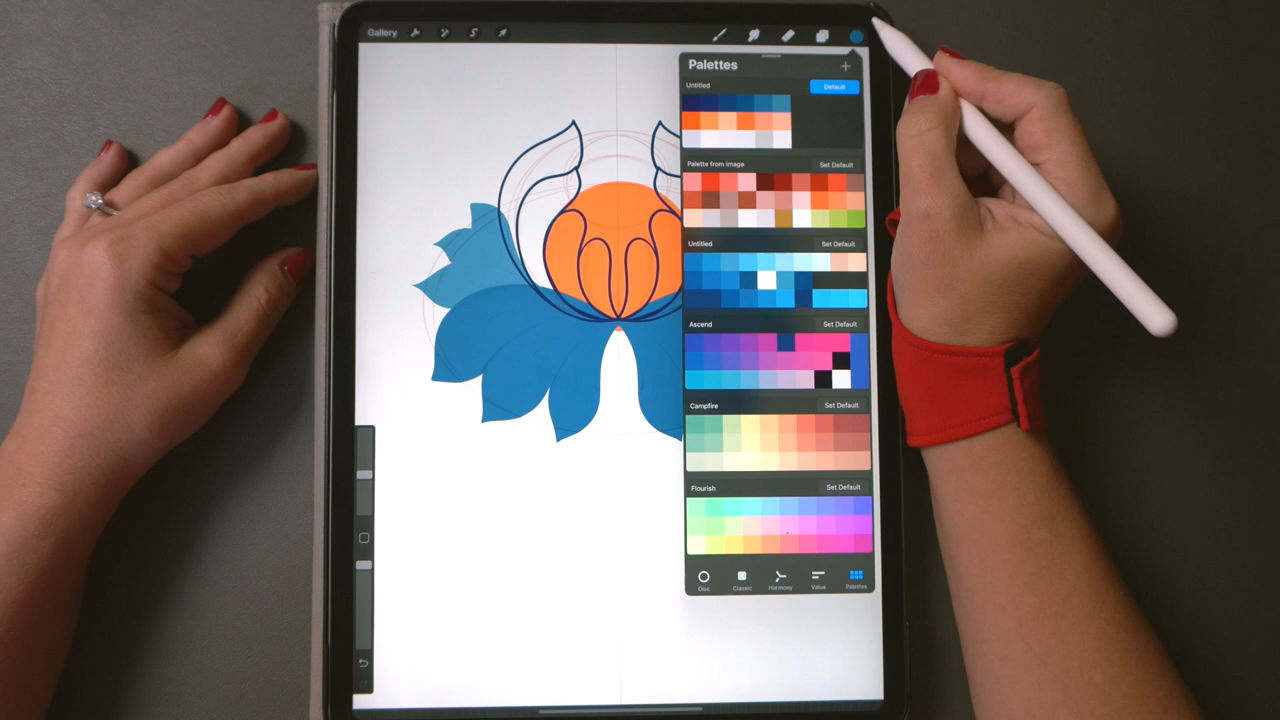 Gallery
Palettes
Untitled
Default
Palette from image
Set Default
Untitled
Set Default
Ascend
Set Default
Campfire
Set Default
Flourish
Set Default
Disc
Classic
Harmony
Value
Palettes